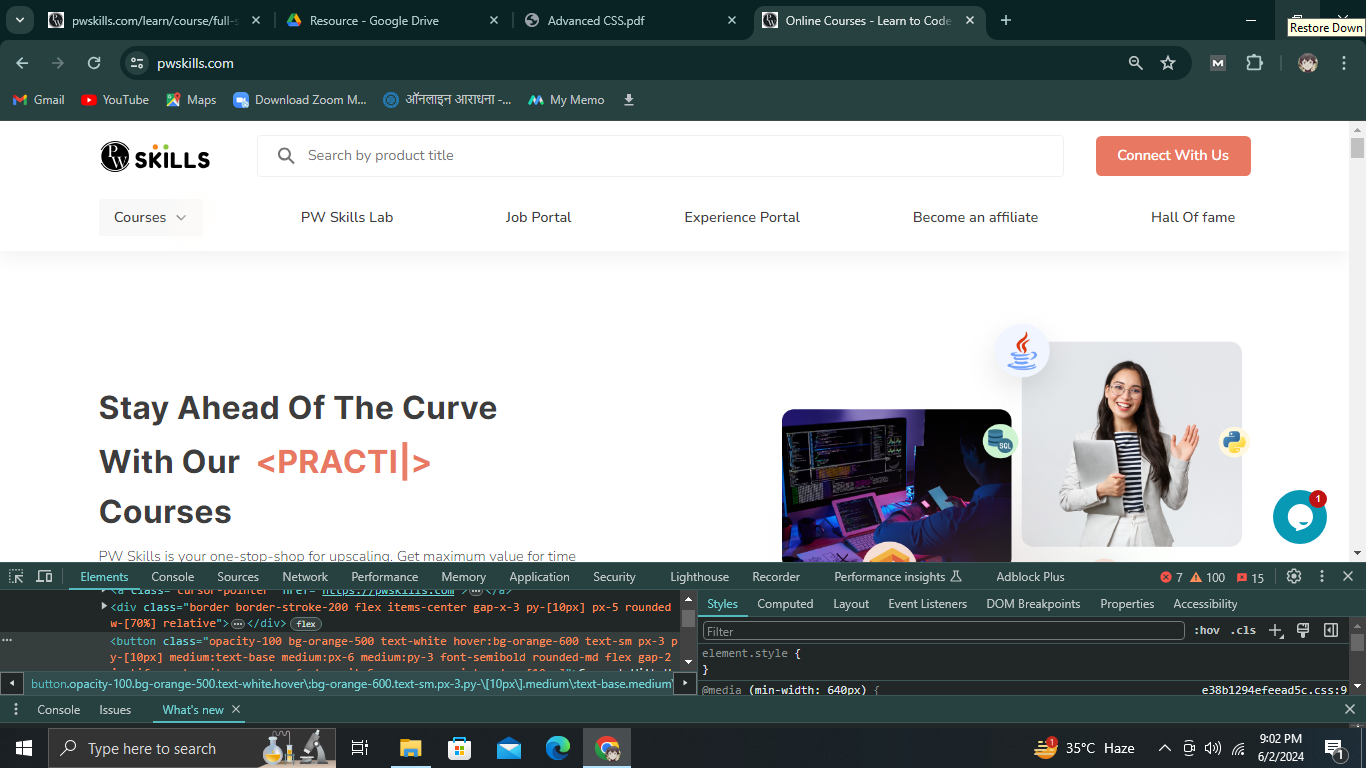 pwskills.com/learn/course/full-s
Resource - Google Drive
Advanced CSS.pdf
Online Courses - Learn to Code
Restore Down
pwskills.com
Gmail
YouTube
Maps
Download Zoom M...
ऑनलाइन आराधना -...
My Memo
PW SKILLS
Search by product title
Connect With Us
Courses
PW Skills Lab
Job Portal
Experience Portal
Become an affiliate
Hall Of fame
Stay Ahead Of The Curve
With Our <PRACTI|>
Courses
PW Skills is your one-stop-shop for upscaling. Get maximum value for time
SQL
1
Elements
Console
Sources
Network
Performance
Memory
Application
Security
Lighthouse
Recorder
Performance insights
Adblock Plus
7
100
15
<a class="cursor-pointer" href="https://pwskills.com">…</a>
<div class="border border-stroke-200 flex items-center gap-x-3 py-[10px] px-5 rounded
w-[70%] relative">…</div> flex
<button class="opacity-100 bg-orange-500 text-white hover:bg-orange-600 text-sm px-3 p
y-[10px] medium:text-base medium:px-6 medium:py-3 font-semibold rounded-md flex gap-2
button.opacity-100.bg-orange-500.text-white.hover\:bg-orange-600.text-sm.px-3.py-\[10px\].medium\:text-base.medium\
Styles
Computed
Layout
Event Listeners
DOM Breakpoints
Properties
Accessibility
Filter
:hov .cls
element.style {
}
@media (min-width: 640px) {
e38b1294efeead5c.css:9
Console
Issues
What's new
Type here to search
1
35°C Haze
9:02 PM
6/2/2024
1